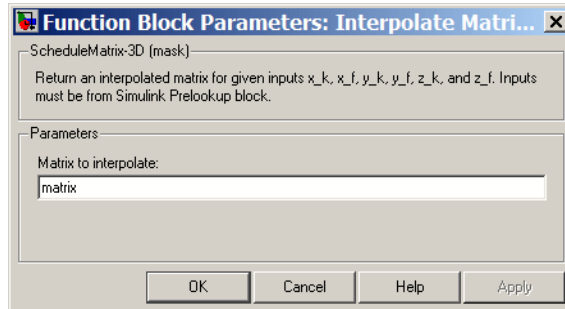 Function Block Parameters: Interpolate Matri...
ScheduleMatrix-3D (mask)
Return an interpolated matrix for given inputs x_k, x_f, y_k, y_f, z_k, and z_f. Inputs
must be from Simulink Prelookup block.
Parameters
Matrix to interpolate:
matrix
OK Cancel Help Apply